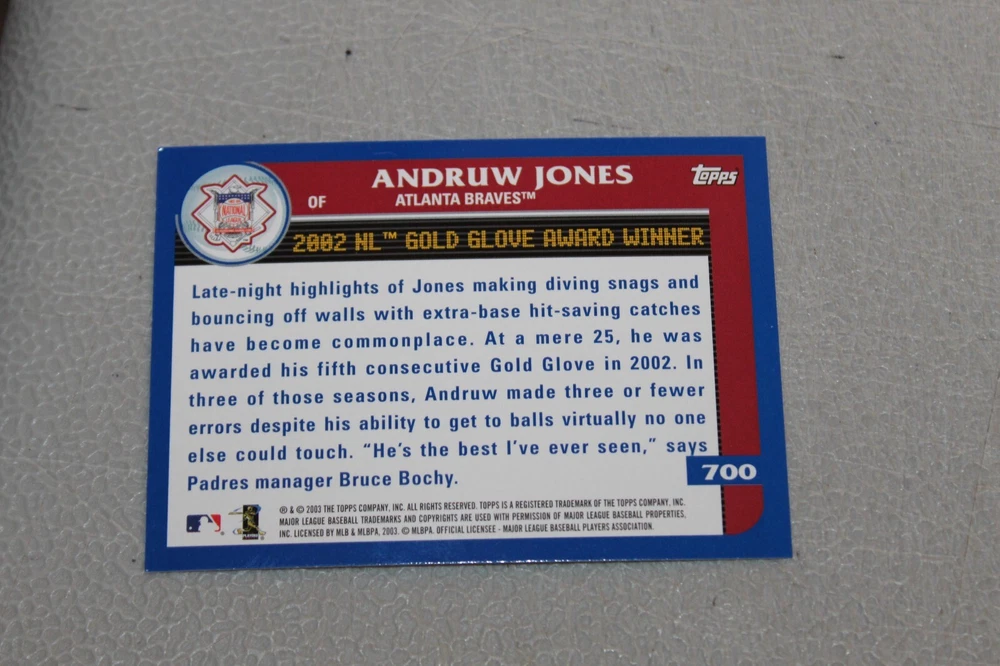 ANDRUW JONES
topps
OF
ATLANTA BRAVES™
NATIONAL
2002 NL™ GOLD GLOVE AWARD WINNER
Late-night highlights of Jones making diving snags and
bouncing off walls with extra-base hit-saving catches
have become commonplace. At a mere 25, he was
awarded his fifth consecutive Gold Glove in 2002. In
three of those seasons, Andruw made three or fewer
errors despite his ability to get to balls virtually no one
else could touch. “He’s the best I’ve ever seen,” says
Padres manager Bruce Bochy.
700
® & © 2003 THE TOPPS COMPANY, INC. ALL RIGHTS RESERVED. TOPPS IS A REGISTERED TRADEMARK OF THE TOPPS COMPANY, INC.
MAJOR LEAGUE BASEBALL TRADEMARKS AND COPYRIGHTS ARE USED WITH PERMISSION OF MAJOR LEAGUE BASEBALL PROPERTIES,
INC. LICENSED BY MLB & MLBPA, 2003. © MLBPA. OFFICIAL LICENSEE - MAJOR LEAGUE BASEBALL PLAYERS ASSOCIATION.